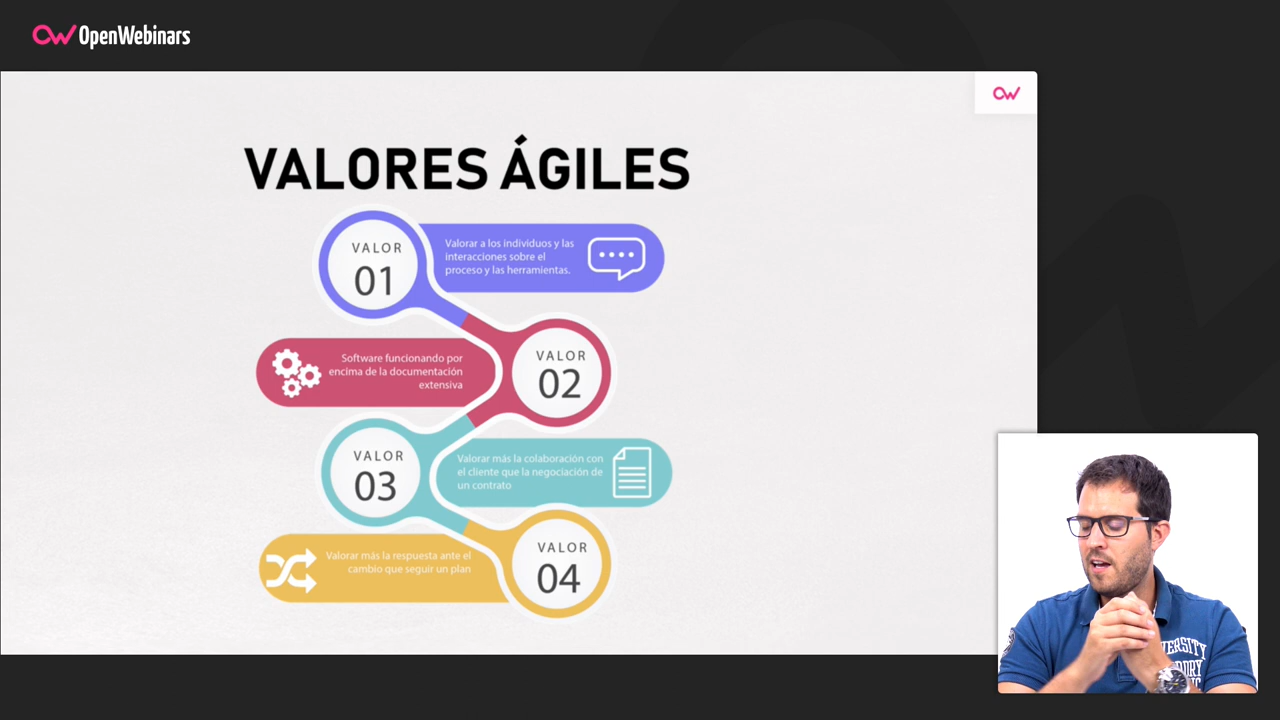 OpenWebinars
VALORES ÁGILES
VALOR
01
Valorar a los individuos y las
interacciones sobre el
proceso y las herramientas.
Software funcionando por
encima de la documentación
extensiva
VALOR
02
VALOR
03
Valorar más la colaboración con
el cliente que la negociación de
un contrato
Valorar más la respuesta ante el
cambio que seguir un plan
VALOR
04